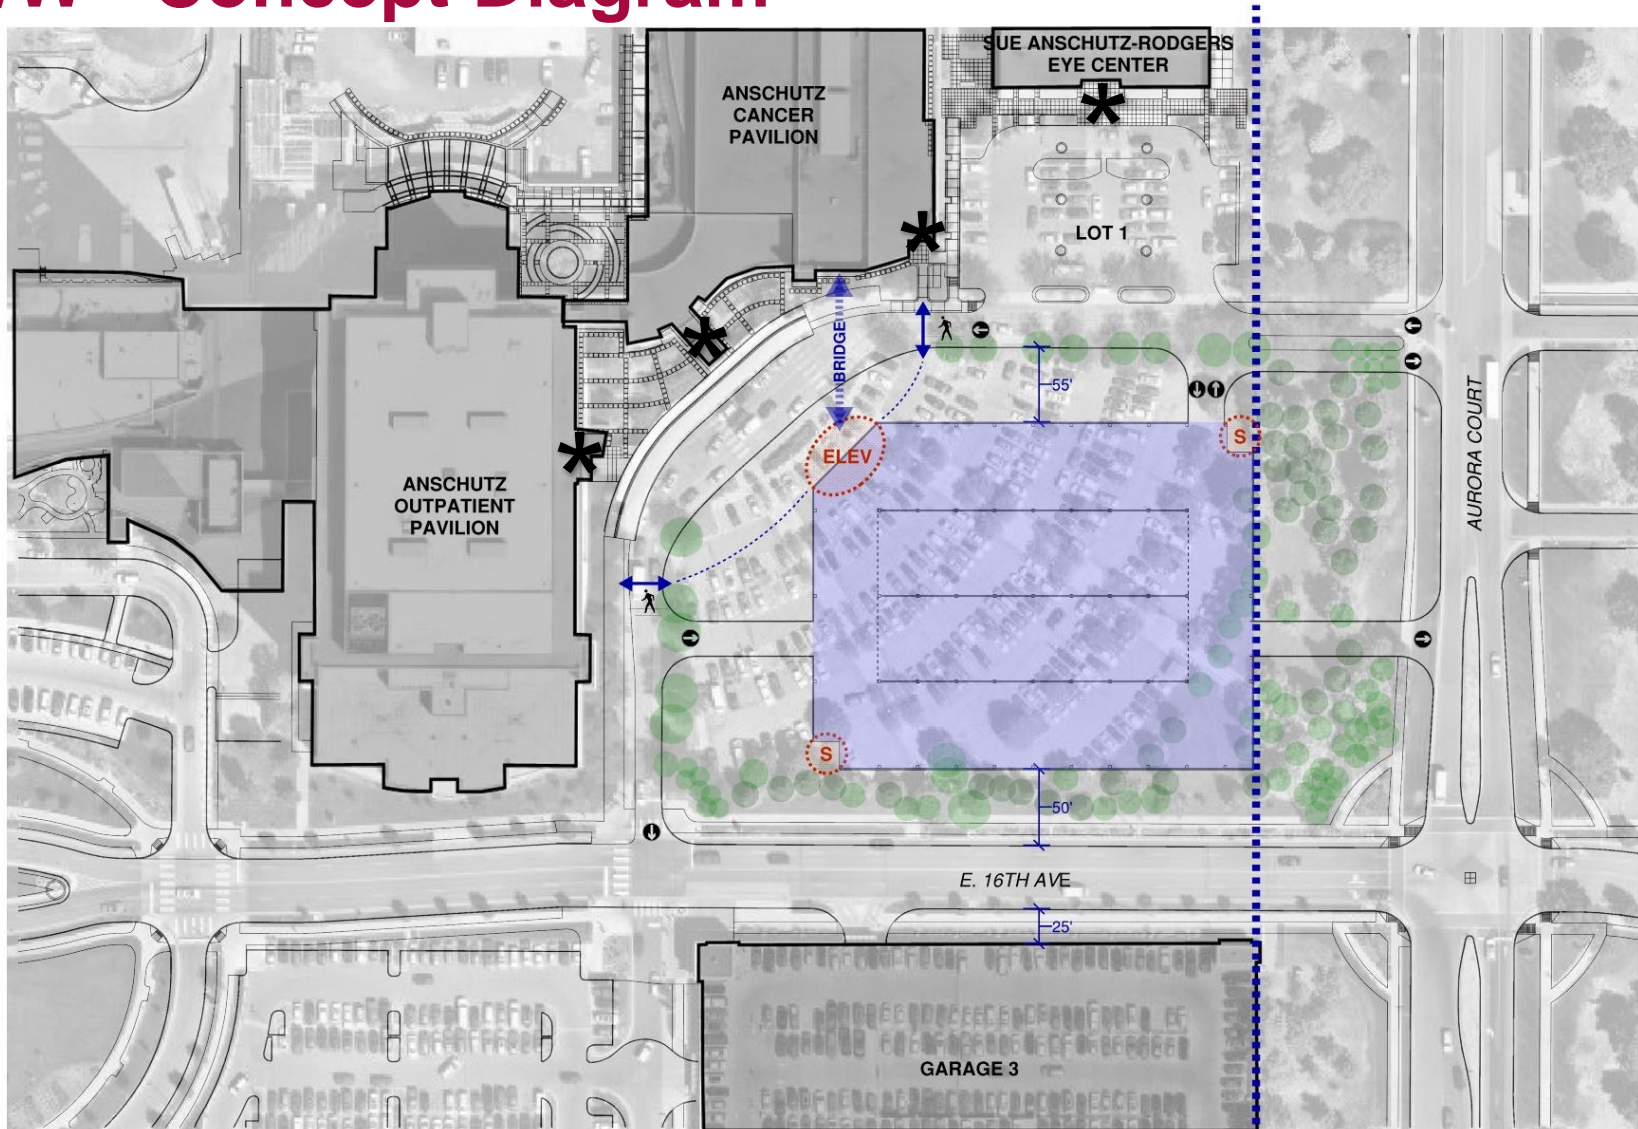 Concept Diagram
SUE ANSCHUTZ-RODGERS
EYE CENTER
ANSCHUTZ
CANCER
PAVILION
LOT 1
BRIDGE
55'
ELEV
S
AURORA COURT
ANSCHUTZ
OUTPATIENT
PAVILION
S
50'
E. 16TH AVE
25'
GARAGE 3